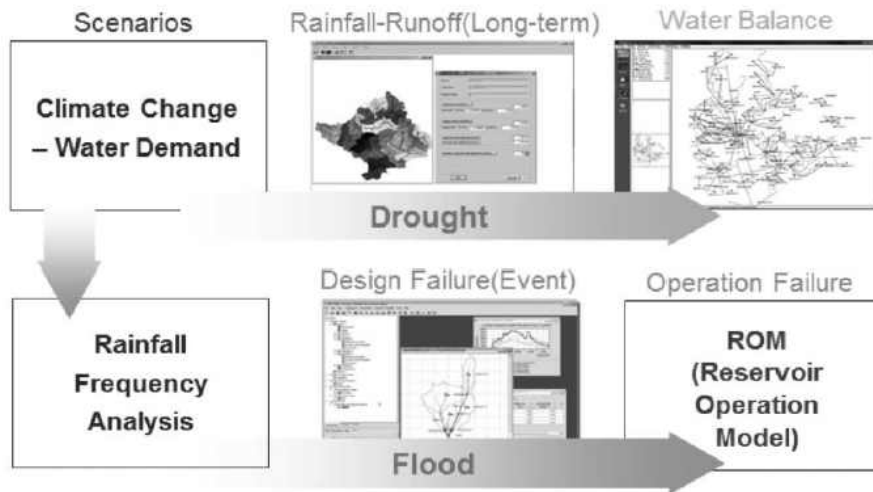 Scenarios
Rainfall-Runoff(Long-term)
Water Balance
Climate Change
– Water Demand
Drought
Design Failure(Event)
Operation Failure
Rainfall
Frequency
Analysis
ROM
(Reservoir
Operation
Model)
Flood